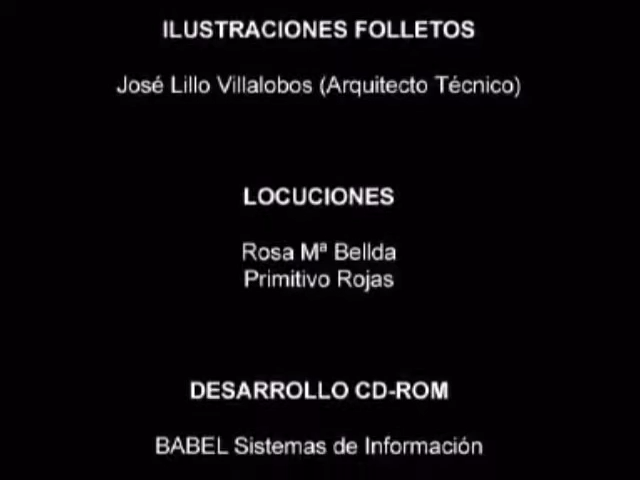 ILUSTRACIONES FOLLETOS
José Lillo Villalobos (Arquitecto Técnico)
LOCUCIONES
Rosa Mª Bellda
Primitivo Rojas
DESARROLLO CD-ROM
BABEL Sistemas de Información